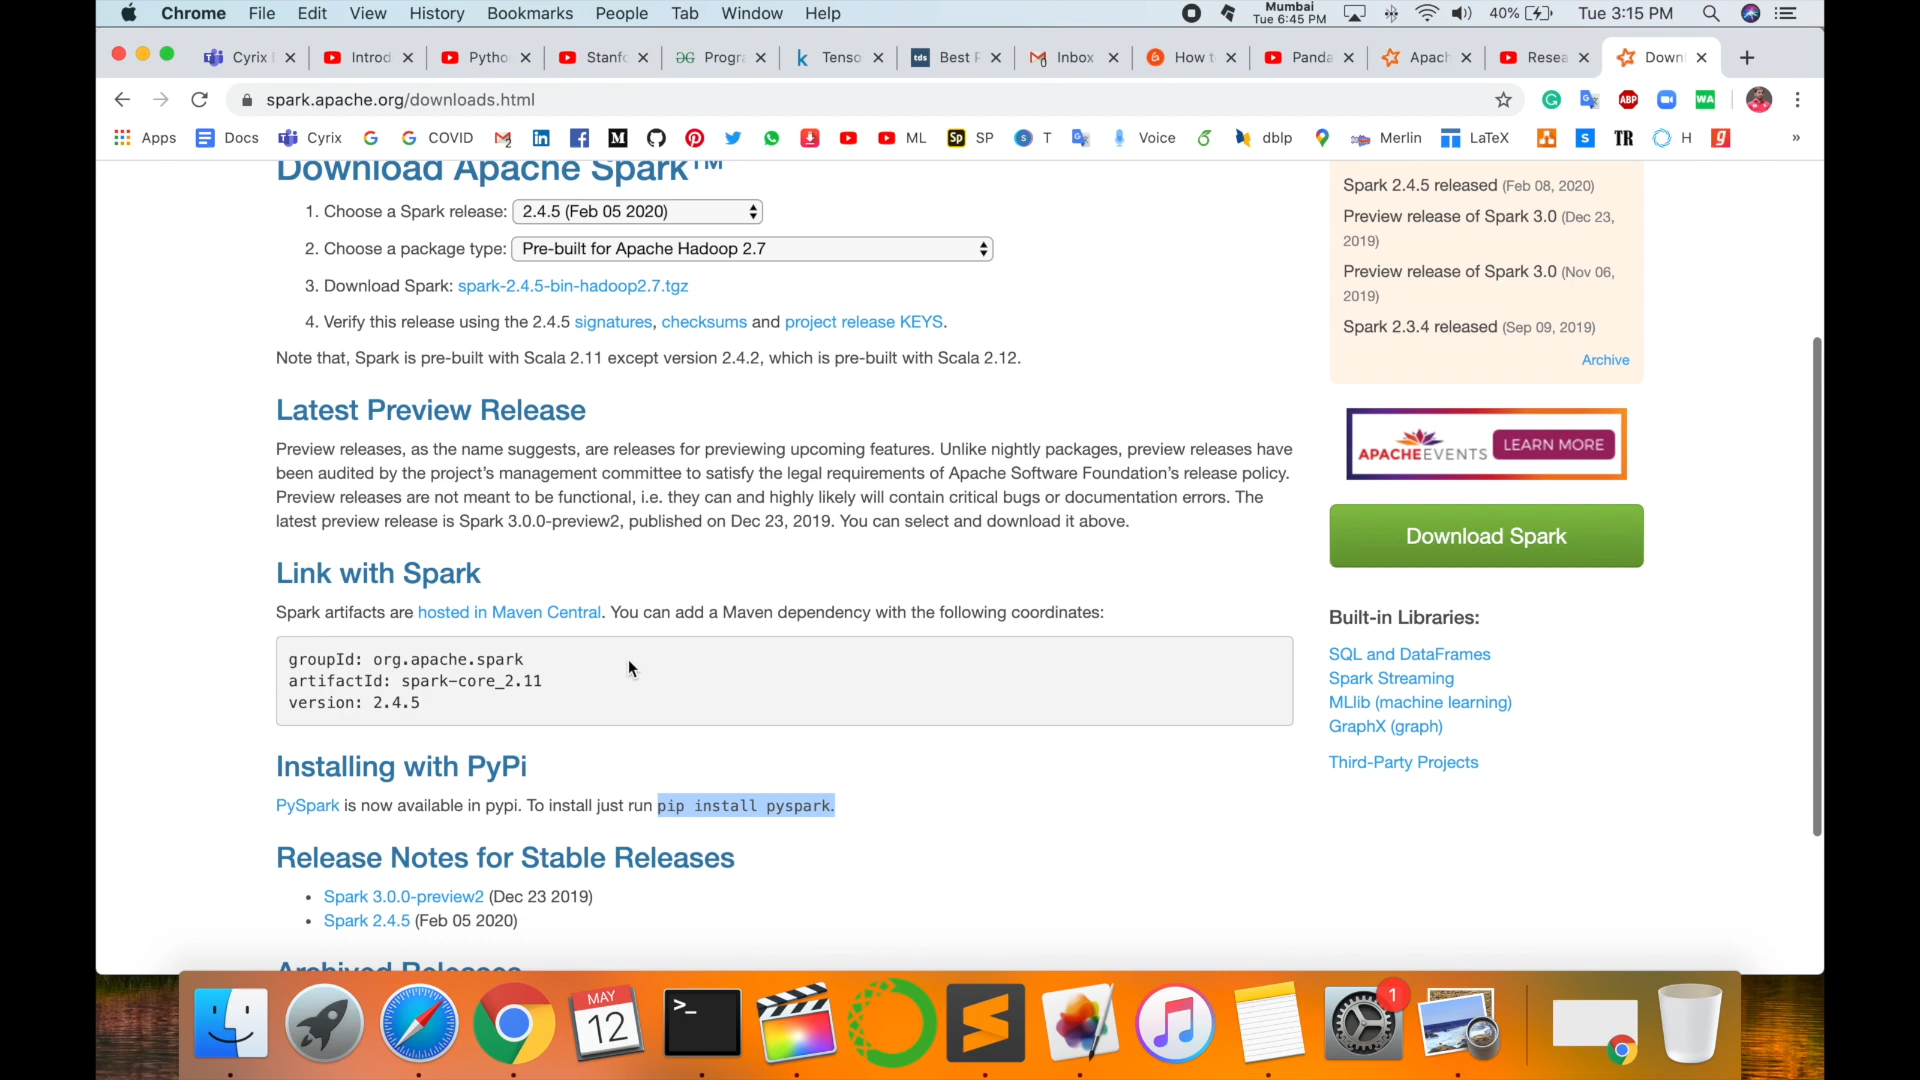 Chrome File Edit View History Bookmarks People Tab Window Help
Mumbai
Tue 6:45 PM
40%
Tue 3:15 PM
Cyrix
Introd
Pytho
Stanfo
Progra
Tenso
tds
Best
Inbox
How t
Panda
Apach
Resea
Downl
spark.apache.org/downloads.html
ABP
WA
Apps Docs Cyrix COVID ML Sp SP T Voice dblp Merlin LaTeX S TR H
Download Apache Spark™
1. Choose a Spark release: 2.4.5 (Feb 05 2020)
2. Choose a package type: Pre-built for Apache Hadoop 2.7
3. Download Spark: spark-2.4.5-bin-hadoop2.7.tgz
4. Verify this release using the 2.4.5 signatures, checksums and project release KEYS.
Note that, Spark is pre-built with Scala 2.11 except version 2.4.2, which is pre-built with Scala 2.12.
Latest Preview Release
Preview releases, as the name suggests, are releases for previewing upcoming features. Unlike nightly packages, preview releases have
been audited by the project's management committee to satisfy the legal requirements of Apache Software Foundation's release policy.
Preview releases are not meant to be functional, i.e. they can and highly likely will contain critical bugs or documentation errors. The
latest preview release is Spark 3.0.0-preview2, published on Dec 23, 2019. You can select and download it above.
Link with Spark
Spark artifacts are hosted in Maven Central. You can add a Maven dependency with the following coordinates:
groupId: org.apache.spark
artifactId: spark-core_2.11
version: 2.4.5
Installing with PyPi
PySpark is now available in pypi. To install just run pip install pyspark.
Release Notes for Stable Releases
• Spark 3.0.0-preview2 (Dec 23 2019)
• Spark 2.4.5 (Feb 05 2020)
Archived Releases
Spark 2.4.5 released (Feb 08, 2020)
Preview release of Spark 3.0 (Dec 23,
2019)
Preview release of Spark 3.0 (Nov 06,
2019)
Spark 2.3.4 released (Sep 09, 2019)
Archive
APACHE EVENTS LEARN MORE
Download Spark
Built-in Libraries:
SQL and DataFrames
Spark Streaming
MLlib (machine learning)
GraphX (graph)
Third-Party Projects
MAY
12
1